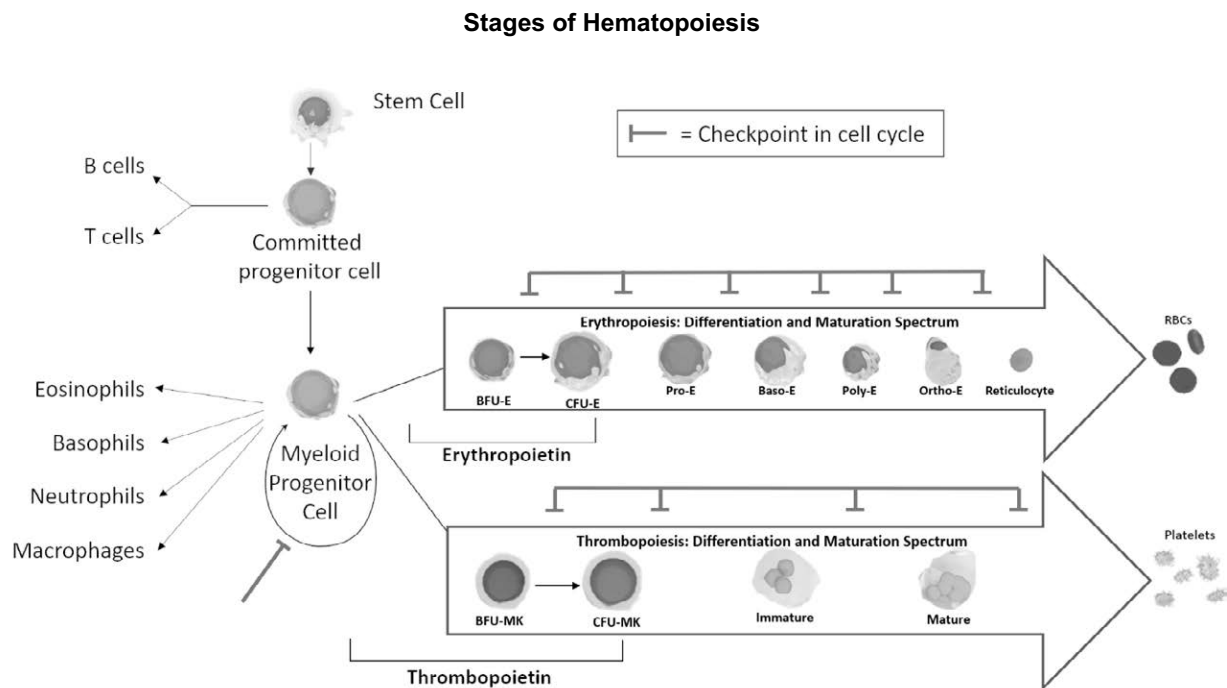 Stages of Hematopoiesis
Stem Cell
= Checkpoint in cell cycle
B cells
T cells
Committed
progenitor cell
Erythropoiesis: Differentiation and Maturation Spectrum
RBCs
BFU-E
CFU-E
Pro-E
Baso-E
Poly-E
Ortho-E
Reticulocyte
Erythropoietin
Eosinophils
Basophils
Neutrophils
Macrophages
Myeloid
Progenitor
Cell
Thrombopoiesis: Differentiation and Maturation Spectrum
Platelets
BFU-MK
CFU-MK
Immature
Mature
Thrombopoietin